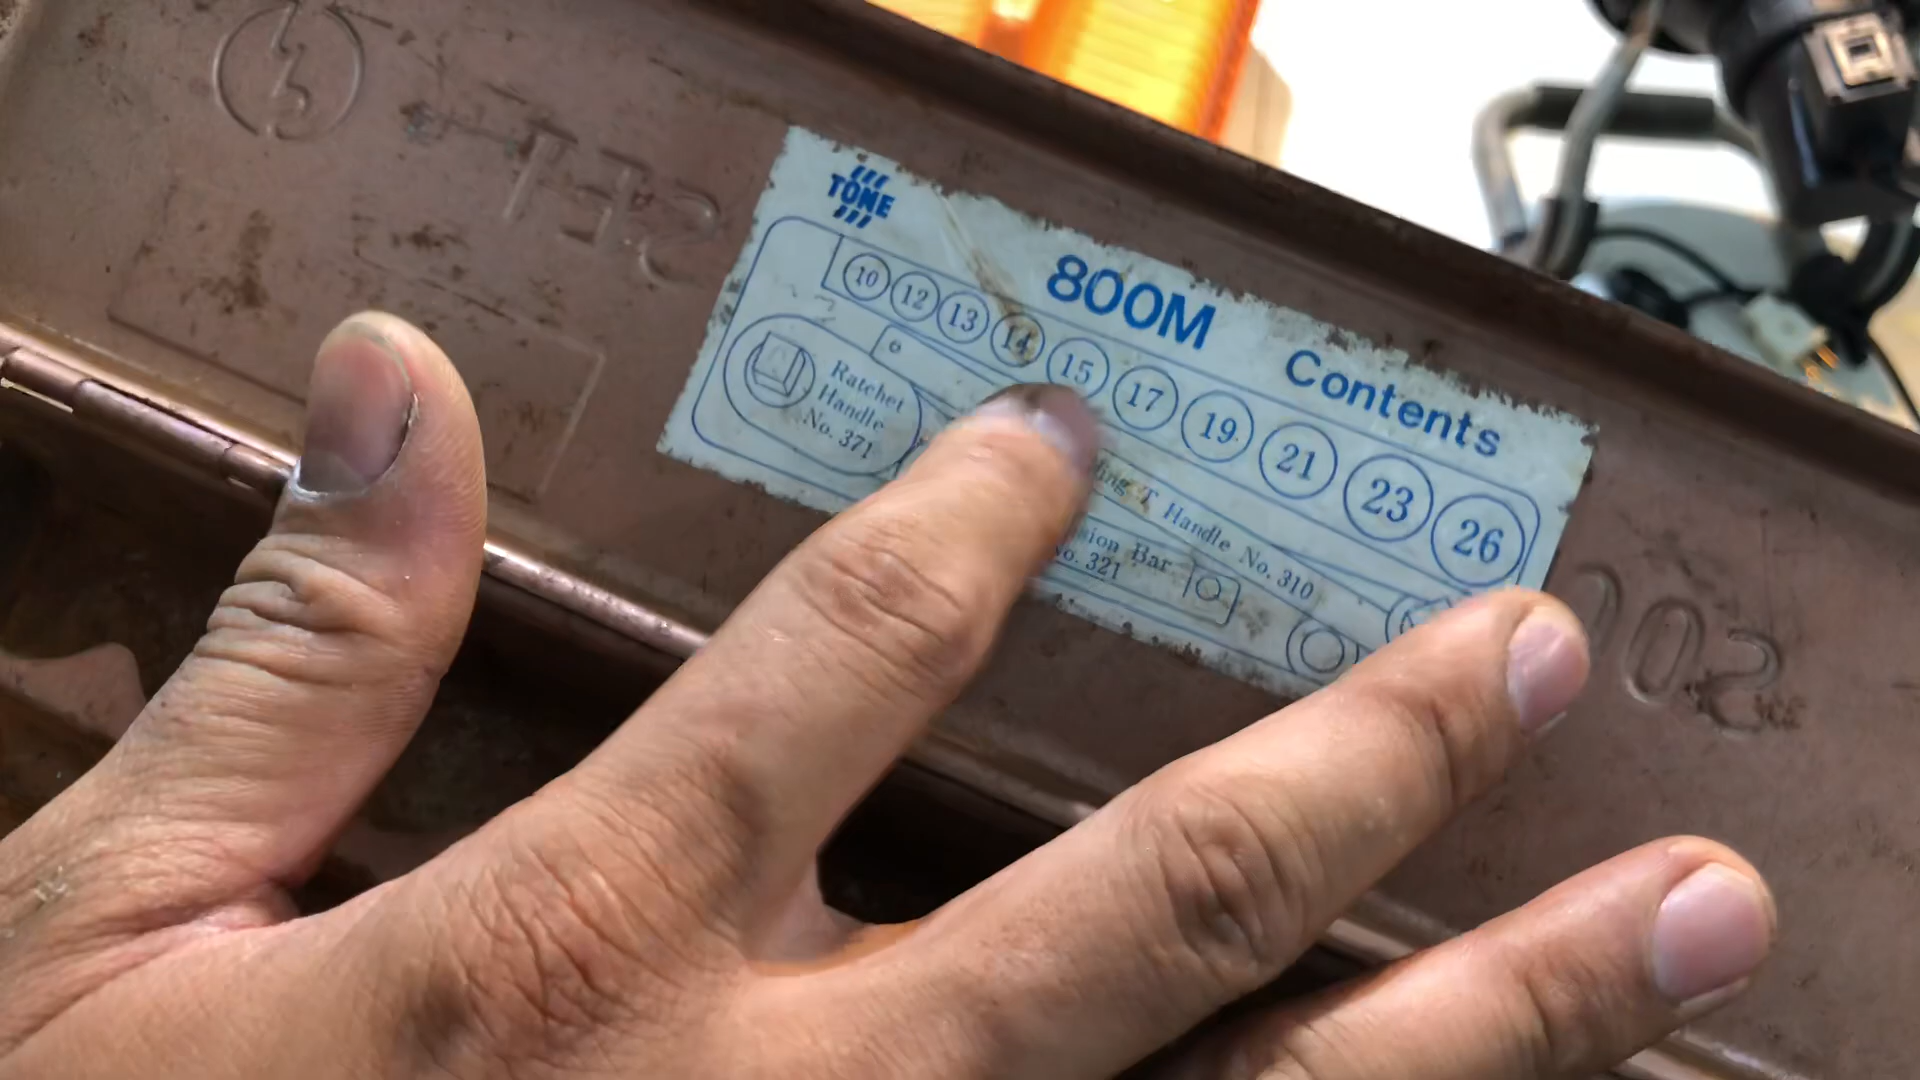 TONE
800M Contents
10 12 13 14 15 17 19 21 23 26
Ratchet
Handle
No. 371
T Handle No. 310
Bar
No. 321
SET